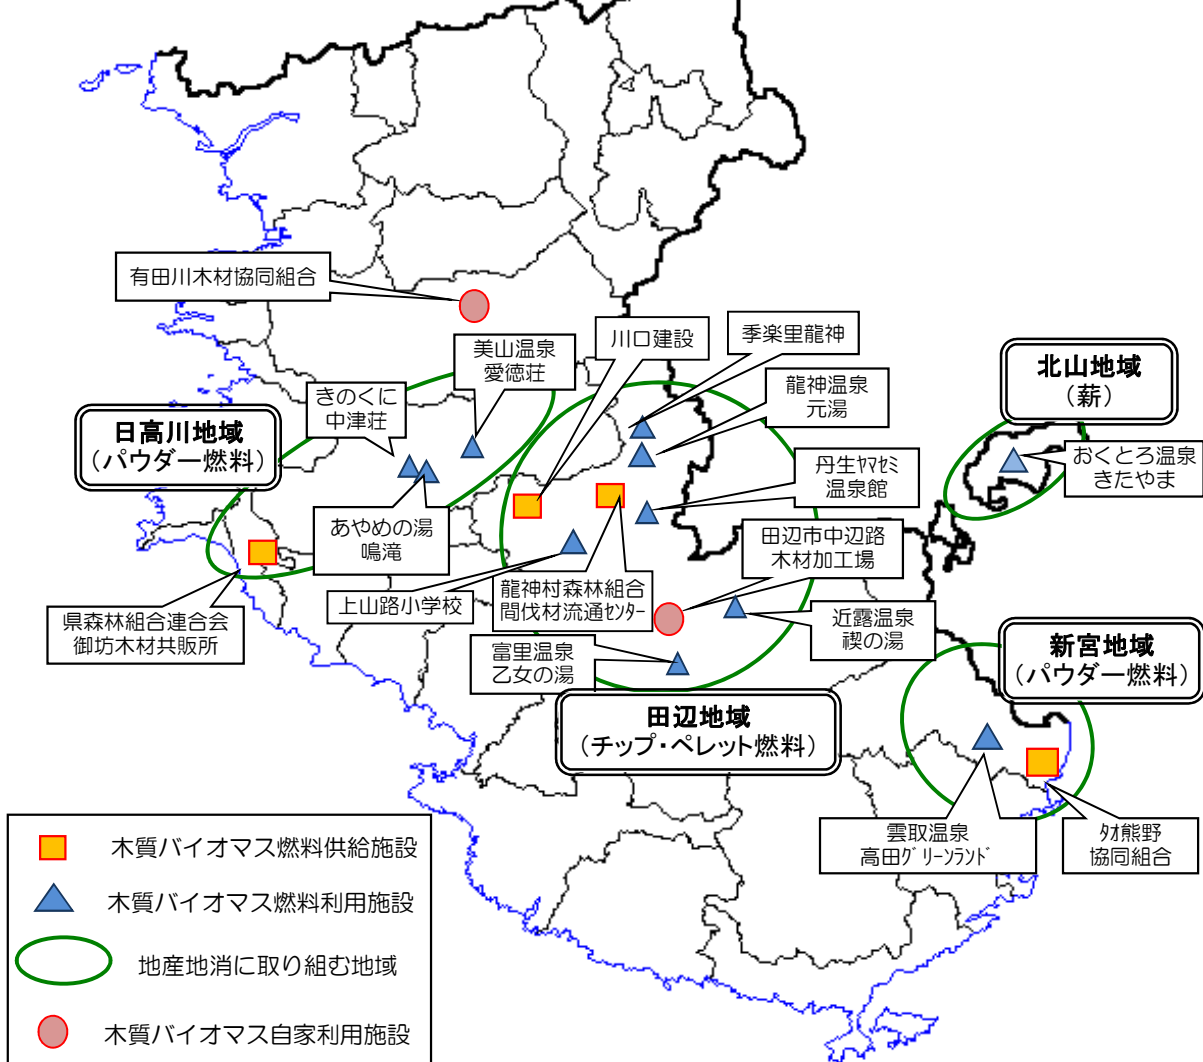 有田川木材協同組合
美山温泉
愛徳荘
川口建設
季楽里龍神
龍神温泉
元湯
北山地域
（薪）
きのくに
中津荘
日高川地域
（パウダー燃料）
おくとろ温泉
きたやま
丹生ﾔﾏｾﾐ
温泉館
あやめの湯
鳴滝
田辺市中辺路
木材加工場
上山路小学校
龍神村森林組合
間伐材流通ｾﾝﾀｰ
県森林組合連合会
御坊木材共販所
近露温泉
禊の湯
富里温泉
乙女の湯
新宮地域
（パウダー燃料）
田辺地域
（チップ・ペレット燃料）
雲取温泉
高田ｸﾞﾘｰﾝﾗﾝﾄﾞ
熊野
協同組合
木質バイオマス燃料供給施設
木質バイオマス燃料利用施設
地産地消に取り組む地域
木質バイオマス自家利用施設